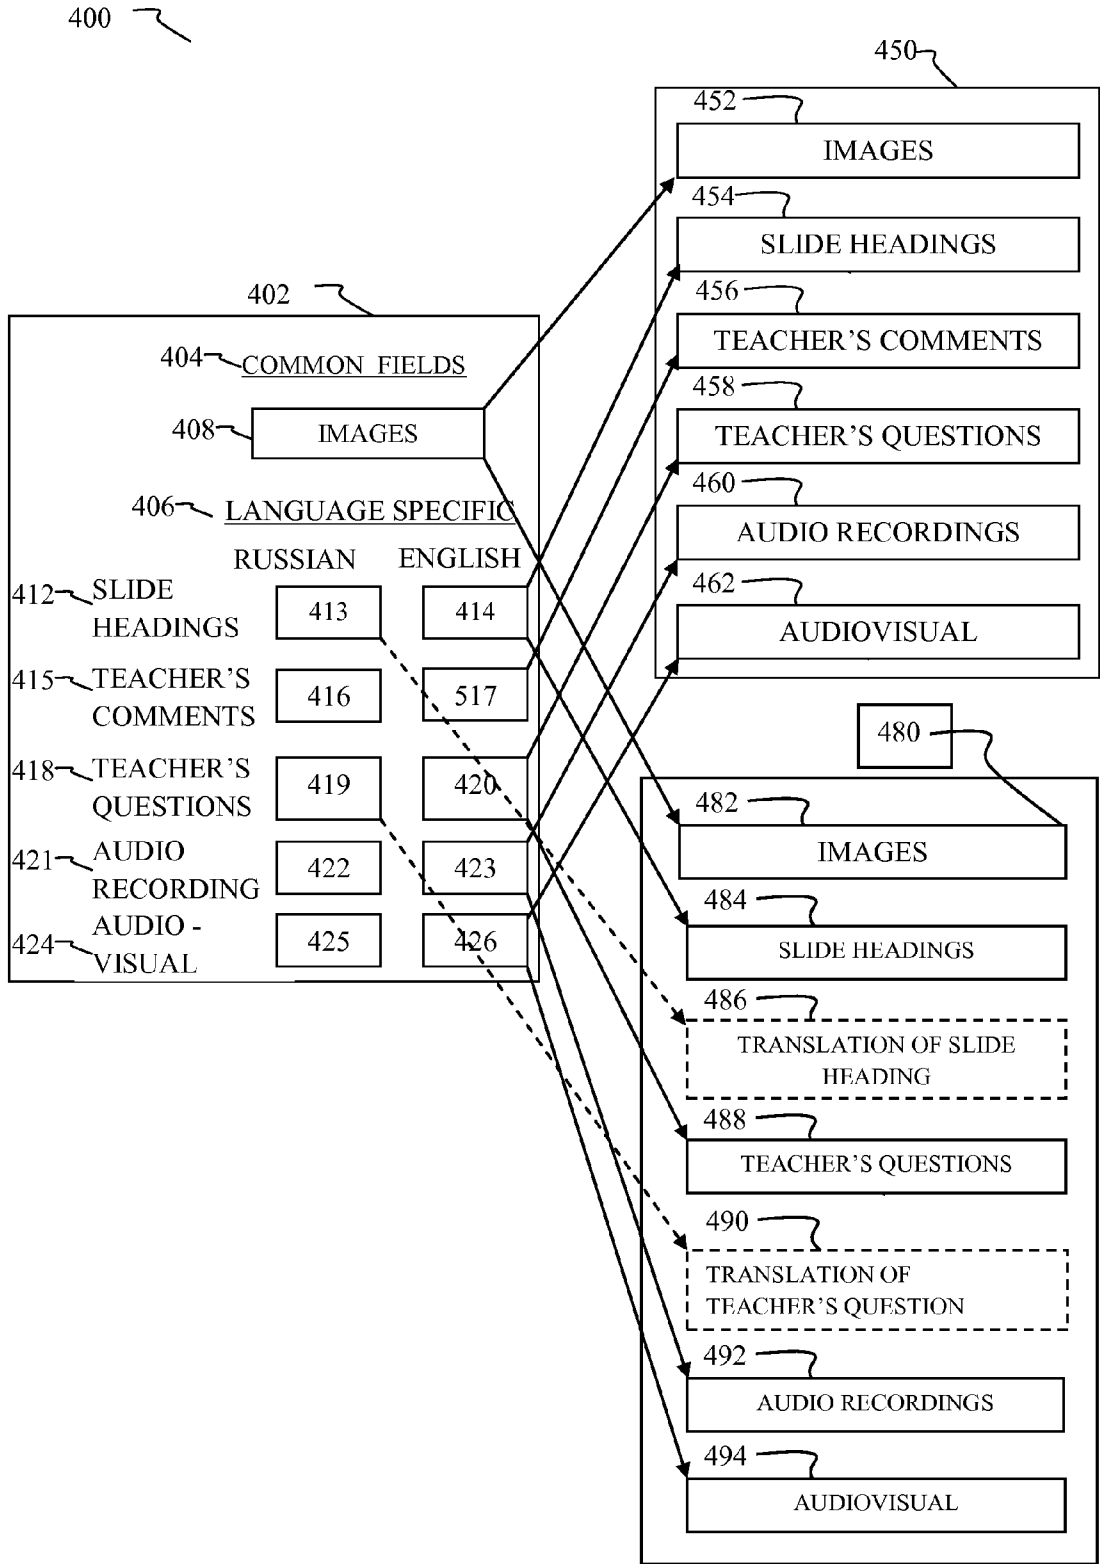 400
450
452
IMAGES
454
SLIDE HEADINGS
456
TEACHER'S COMMENTS
458
TEACHER'S QUESTIONS
460
AUDIO RECORDINGS
462
AUDIOVISUAL
402
404
COMMON FIELDS
408
IMAGES
406
LANGUAGE SPECIFIC
RUSSIAN ENGLISH
412 SLIDE
HEADINGS
413 414
415 TEACHER'S
COMMENTS
416 517
418 TEACHER'S
QUESTIONS
419 420
421 AUDIO
RECORDING
422 423
424 AUDIO -
VISUAL
425 426
480
482
IMAGES
484
SLIDE HEADINGS
486
TRANSLATION OF SLIDE
HEADING
488
TEACHER'S QUESTIONS
490
TRANSLATION OF
TEACHER'S QUESTION
492
AUDIO RECORDINGS
494
AUDIOVISUAL